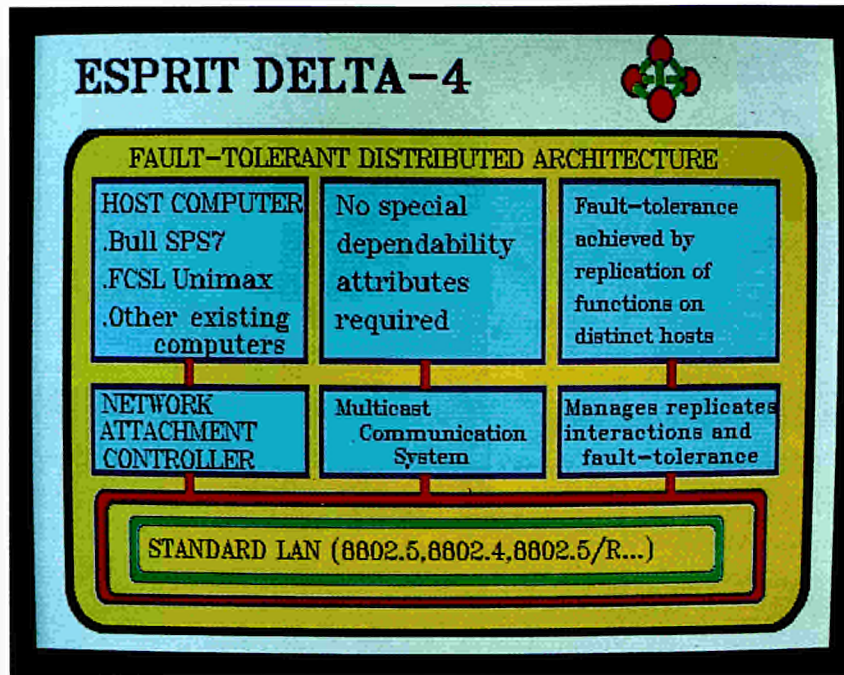 ESPRIT DELTA-4
FAULT-TOLERANT DISTRIBUTED ARCHITECTURE
HOST COMPUTER
.Bull SPS7
.FCSL Unimax
.Other existing
computers
No special
dependability
attributes
required
Fault-tolerance
achieved by
replication of
functions on
distinct hosts
NETWORK
ATTACHMENT
CONTROLLER
Multicast
Communication
System
Manages replicates
interactions and
fault-tolerance
STANDARD LAN (8802.5,8802.4,8802.5/R...)